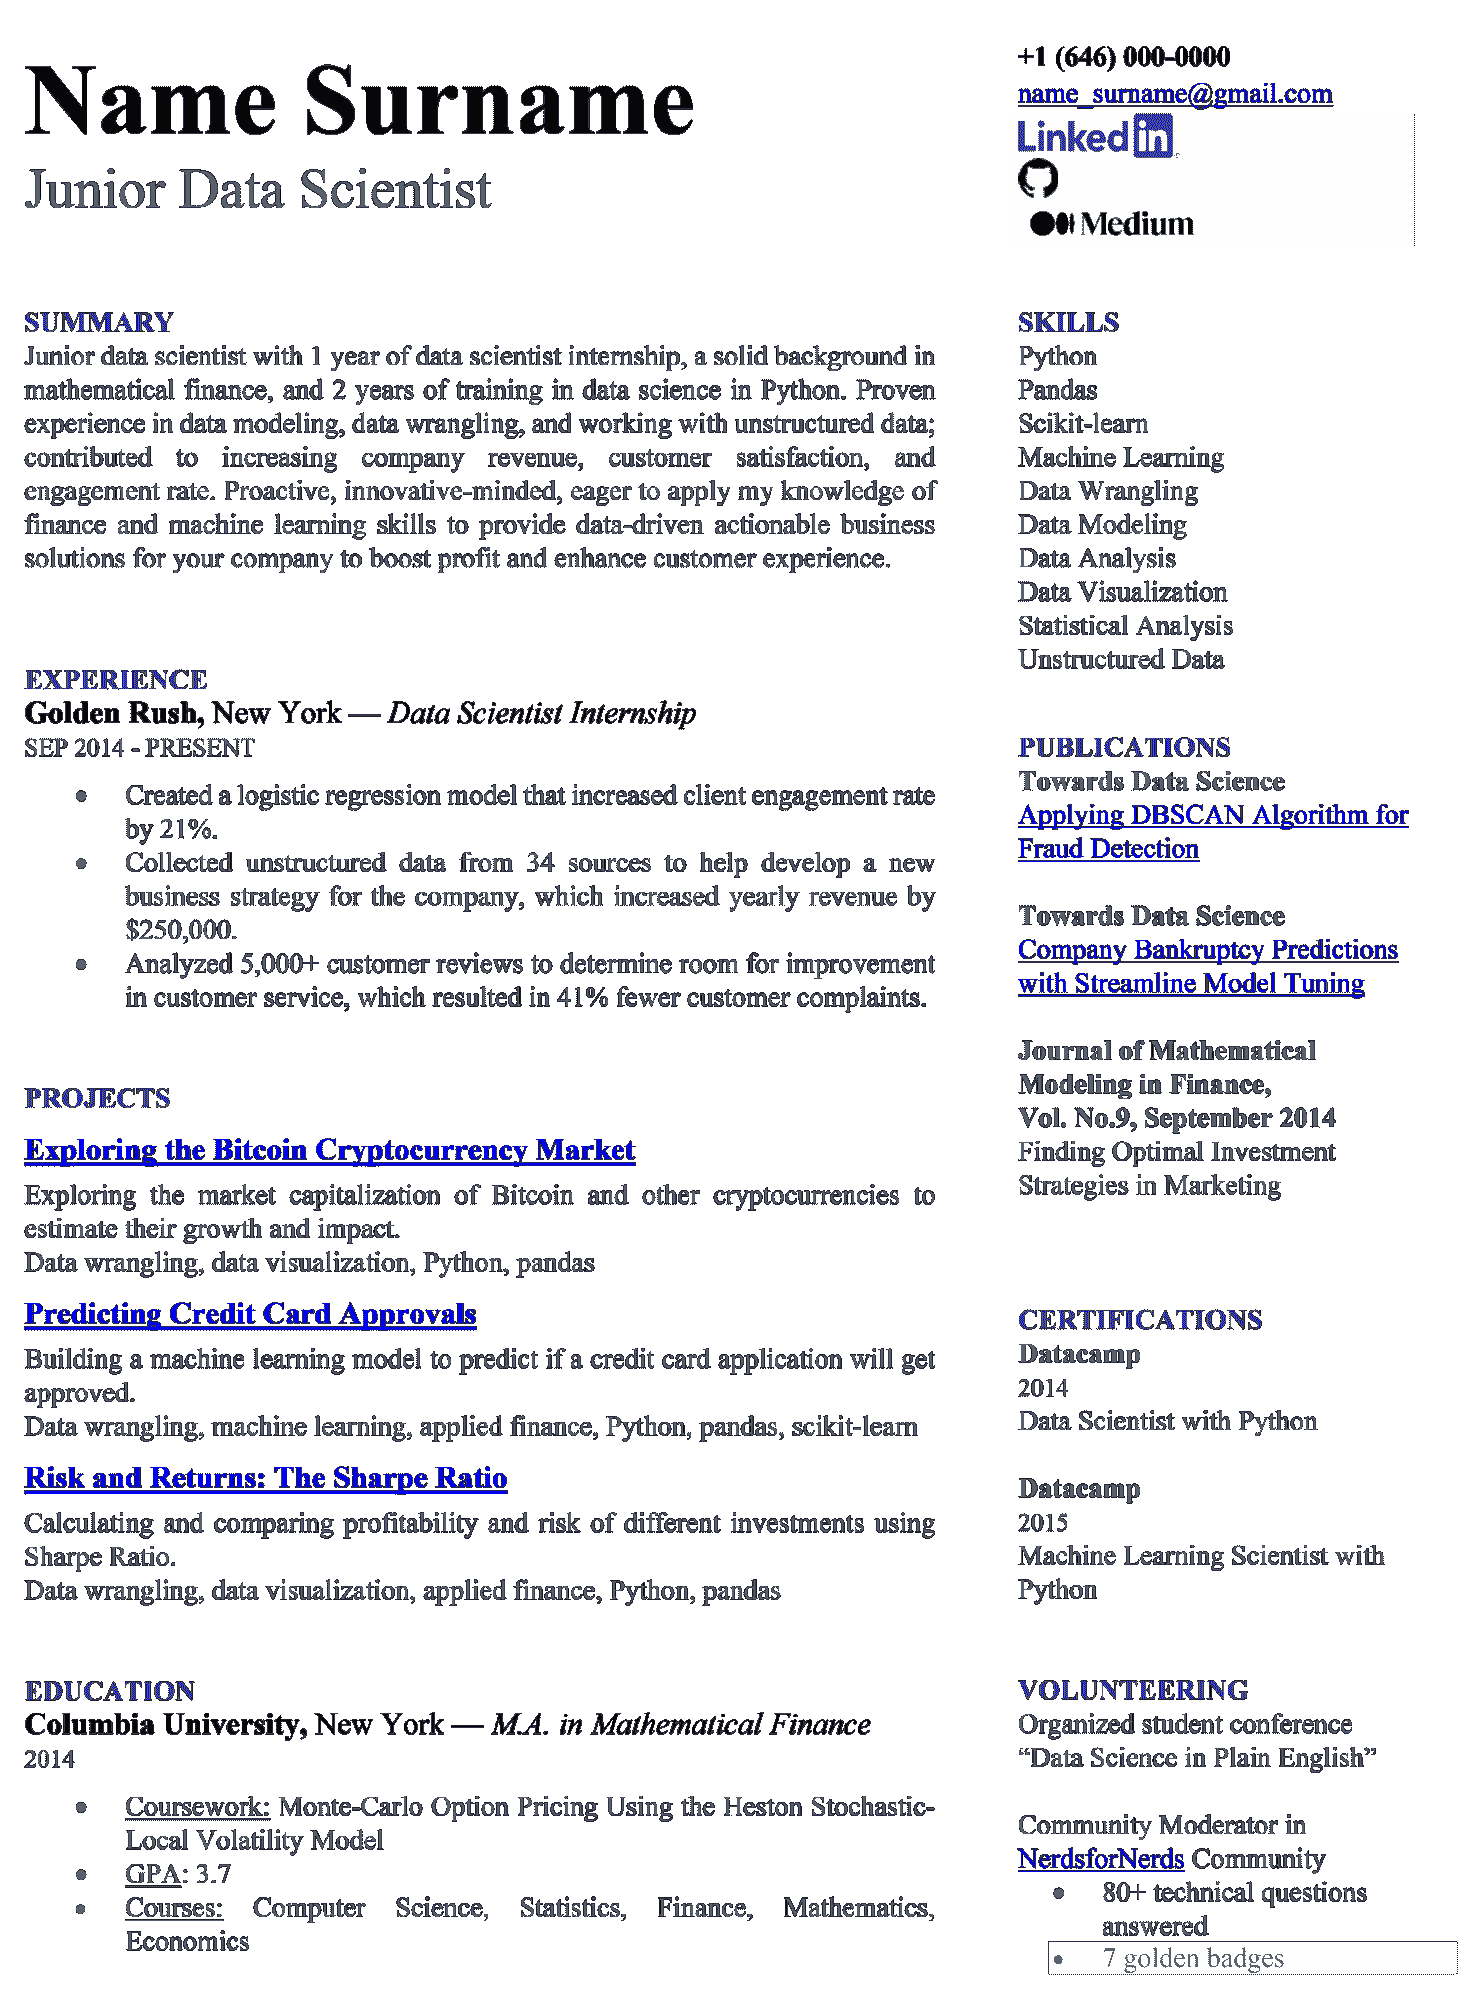 Name Surname
Junior Data Scientist
+1 (646) 000-0000
name_surname@gmail.com
Linked in
Medium
SUMMARY
Junior data scientist with 1 year of data scientist internship, a solid background in
mathematical finance, and 2 years of training in data science in Python. Proven
experience in data modeling, data wrangling, and working with unstructured data;
contributed to increasing company revenue, customer satisfaction, and
engagement rate. Proactive, innovative-minded, eager to apply my knowledge of
finance and machine learning skills to provide data-driven actionable business
solutions for your company to boost profit and enhance customer experience.
EXPERIENCE
Golden Rush, New York — Data Scientist Internship
SEP 2014 - PRESENT
• Created a logistic regression model that increased client engagement rate
by 21%.
• Collected unstructured data from 34 sources to help develop a new
business strategy for the company, which increased yearly revenue by
$250,000.
• Analyzed 5,000+ customer reviews to determine room for improvement
in customer service, which resulted in 41% fewer customer complaints.
PROJECTS
Exploring the Bitcoin Cryptocurrency Market
Exploring the market capitalization of Bitcoin and other cryptocurrencies to
estimate their growth and impact.
Data wrangling, data visualization, Python, pandas
Predicting Credit Card Approvals
Building a machine learning model to predict if a credit card application will get
approved.
Data wrangling, machine learning, applied finance, Python, pandas, scikit-learn
Risk and Returns: The Sharpe Ratio
Calculating and comparing profitability and risk of different investments using
Sharpe Ratio.
Data wrangling, data visualization, applied finance, Python, pandas
EDUCATION
Columbia University, New York — M.A. in Mathematical Finance
2014
• Coursework: Monte-Carlo Option Pricing Using the Heston Stochastic-
Local Volatility Model
• GPA: 3.7
• Courses: Computer Science, Statistics, Finance, Mathematics,
Economics
SKILLS
Python
Pandas
Scikit-learn
Machine Learning
Data Wrangling
Data Modeling
Data Analysis
Data Visualization
Statistical Analysis
Unstructured Data
PUBLICATIONS
Towards Data Science
Applying DBSCAN Algorithm for
Fraud Detection
Towards Data Science
Company Bankruptcy Predictions
with Streamline Model Tuning
Journal of Mathematical
Modeling in Finance,
Vol. No.9, September 2014
Finding Optimal Investment
Strategies in Marketing
CERTIFICATIONS
Datacamp
2014
Data Scientist with Python
Datacamp
2015
Machine Learning Scientist with
Python
VOLUNTEERING
Organized student conference
“Data Science in Plain English”
Community Moderator in
NerdsforNerds Community
• 80+ technical questions
answered
• 7 golden badges